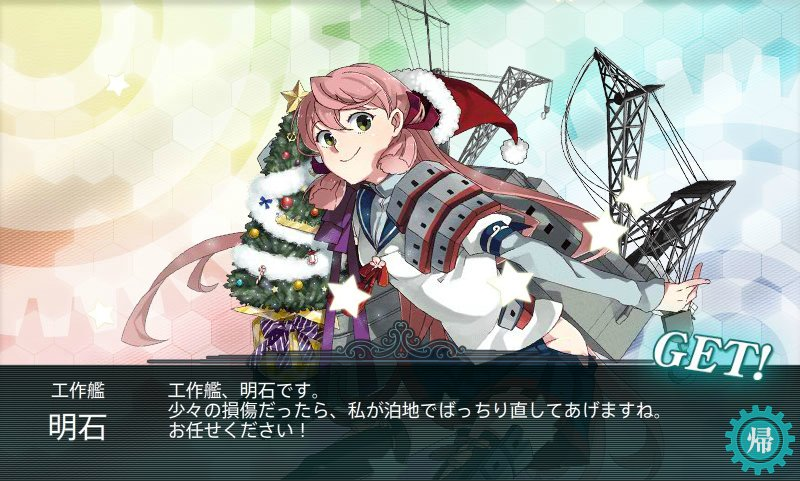 GET!
工作艦
明石
工作艦、明石です。
少々の損傷だったら、私が泊地でばっちり直してあげますね。
お任せください！
帰